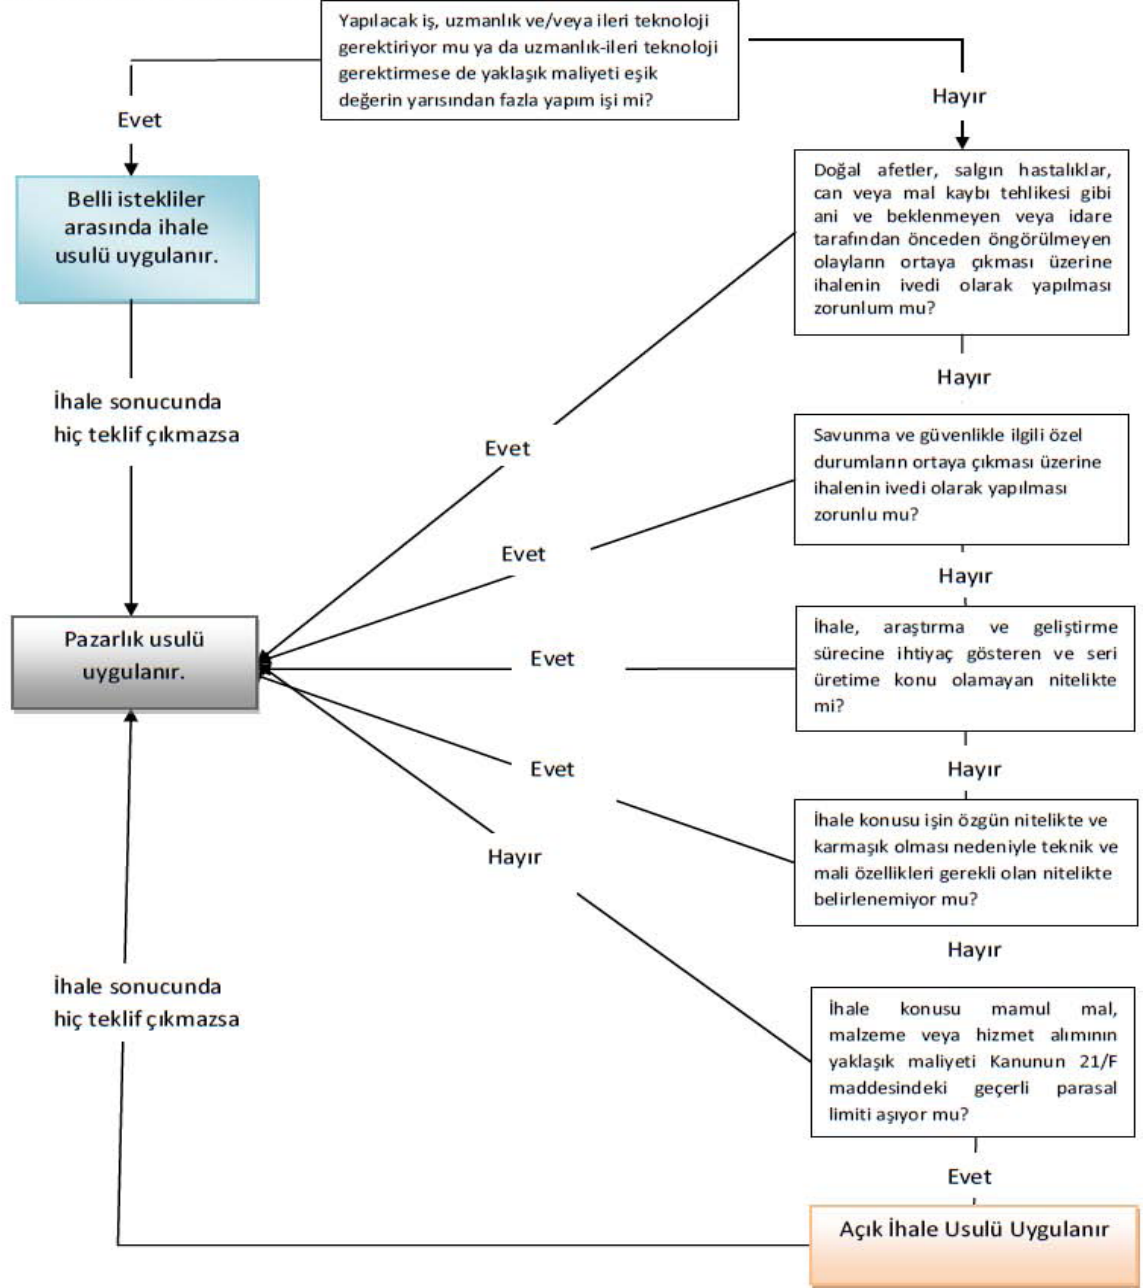 Yapılacak iş, uzmanlık ve/veya ileri teknoloji
gerektiriyor mu ya da uzmanlık-ileri teknoloji
gerektirmese de yaklaşık maliyeti eşik
değerin yarısından fazla yapım işi mi?
Evet
Hayır
Belli istekliler
arasında ihale
usulü uygulanır.
Doğal afetler, salgın hastalıklar,
can veya mal kaybı tehlikesi gibi
ani ve beklenmeyen veya idare
tarafından önceden öngörülmeyen
olayların ortaya çıkması üzerine
ihalenin ivedi olarak yapılması
zorunlum mu?
Hayır
İhale sonucunda
hiç teklif çıkmazsa
Evet
Savunma ve güvenlikle ilgili özel
durumların ortaya çıkması üzerine
ihalenin ivedi olarak yapılması
zorunlu mu?
Evet
Hayır
Pazarlık usulü
uygulanır.
Evet
İhale, araştırma ve geliştirme
sürecine ihtiyaç gösteren ve seri
üretime konu olamayan nitelikte
mi?
Evet
Hayır
İhale konusu işin özgün nitelikte ve
karmaşık olması nedeniyle teknik ve
mali özellikleri gerekli olan nitelikte
belirlenemiyor mu?
Hayır
Hayır
İhale sonucunda
hiç teklif çıkmazsa
İhale konusu mamul mal,
malzeme veya hizmet alımının
yaklaşık maliyeti Kanunun 21/F
maddesindeki geçerli parasal
limiti aşıyor mu?
Evet
Açık İhale Usulü Uygulanır